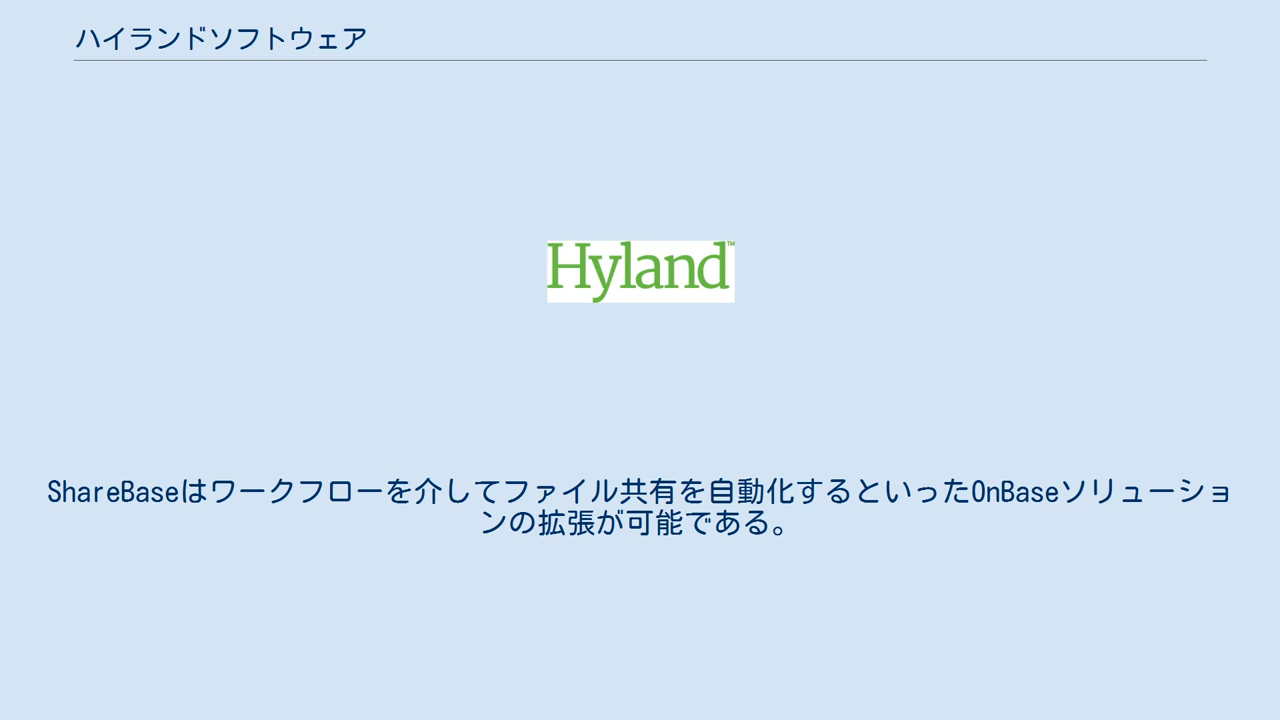 ハイランドソフトウェア
Hyland™
ShareBaseはワークフローを介してファイル共有を自動化するといったOnBaseソリューショ
ンの拡張が可能である。